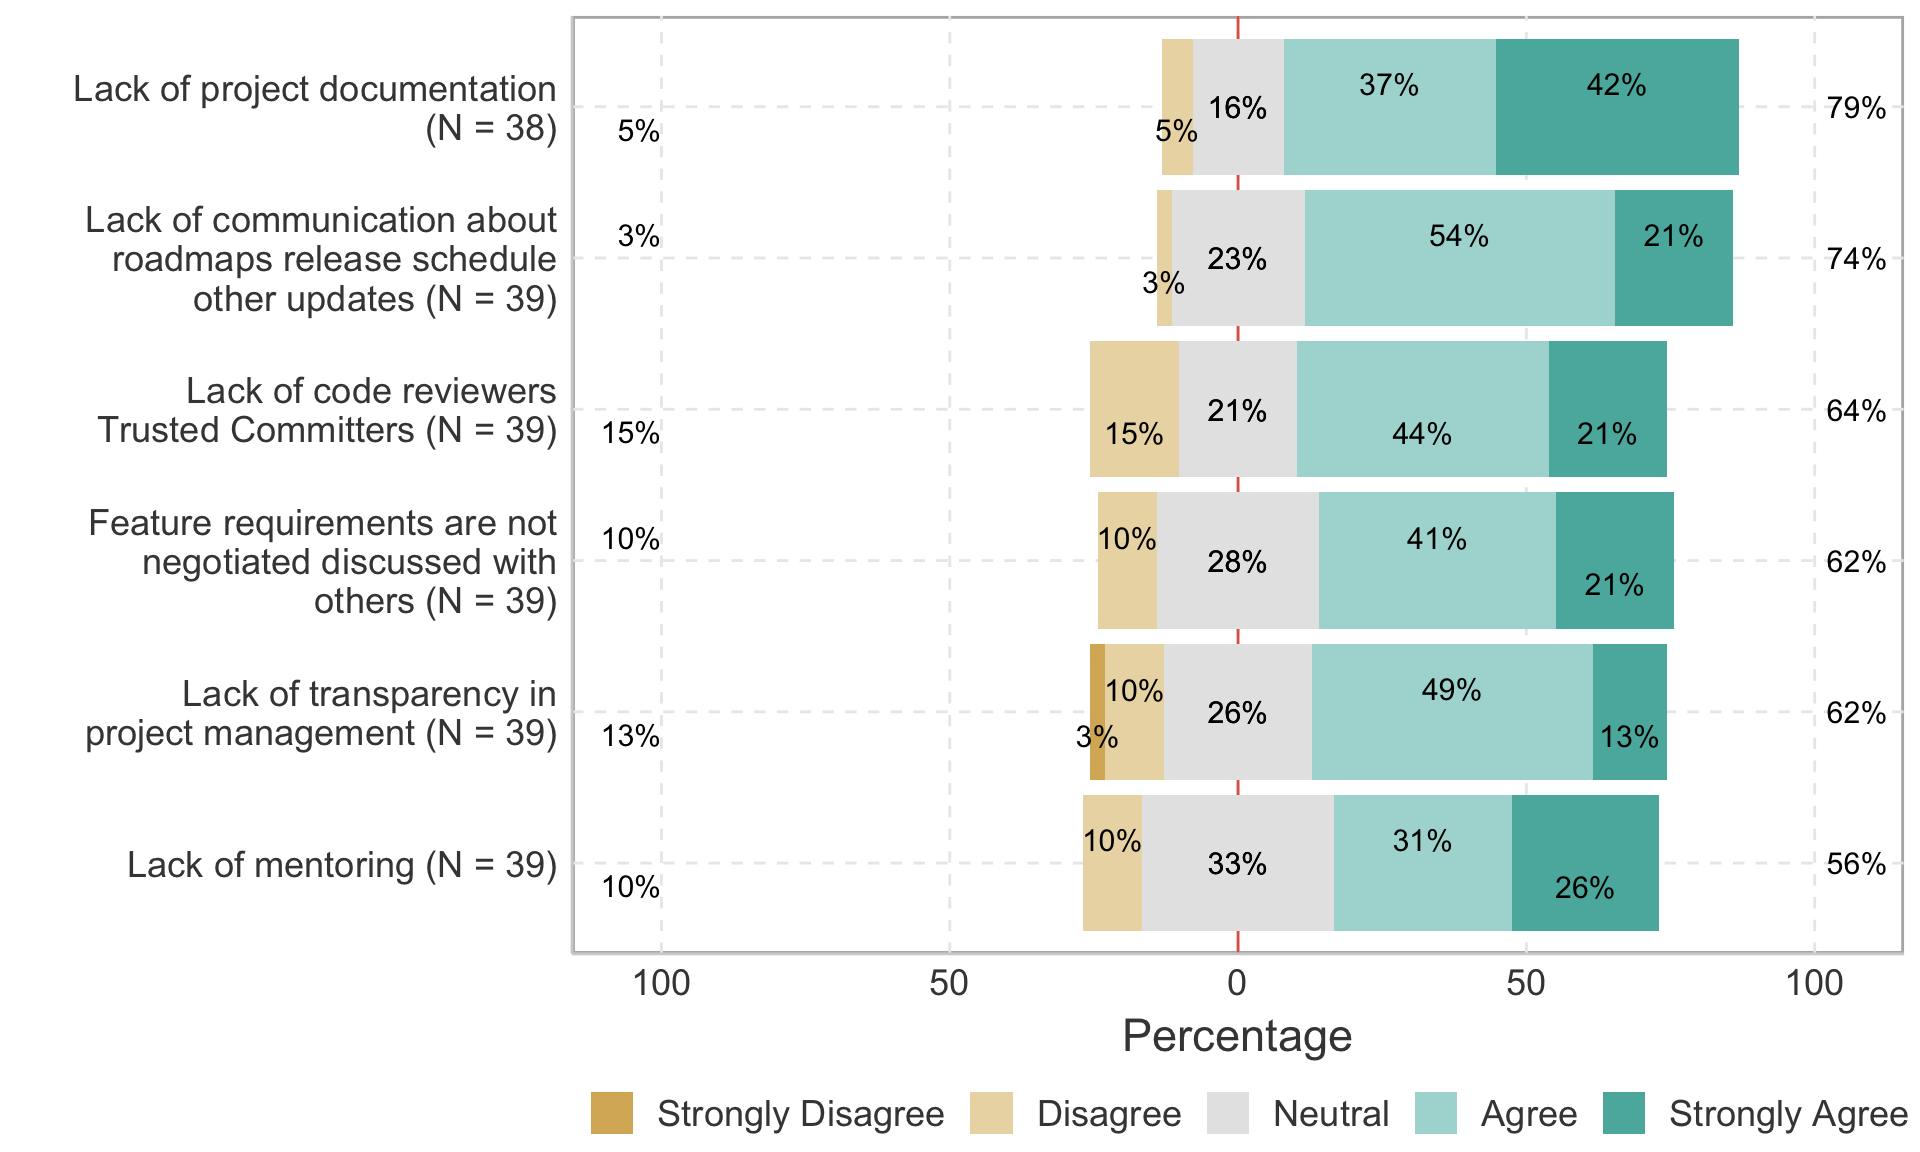 Lack of project documentation
(N = 38)
5%
5%
16%
37%
42%
79%
Lack of communication about
roadmaps release schedule
other updates (N = 39)
3%
3%
23%
54%
21%
74%
Lack of code reviewers
Trusted Committers (N = 39)
15%
15%
21%
44%
21%
64%
Feature requirements are not
negotiated discussed with
others (N = 39)
10%
10%
28%
41%
21%
62%
Lack of transparency in
project management (N = 39)
13%
3%
10%
26%
49%
13%
62%
Lack of mentoring (N = 39)
10%
10%
33%
31%
26%
56%
100 50 0 50 100
Percentage
Strongly Disagree Disagree Neutral Agree Strongly Agree